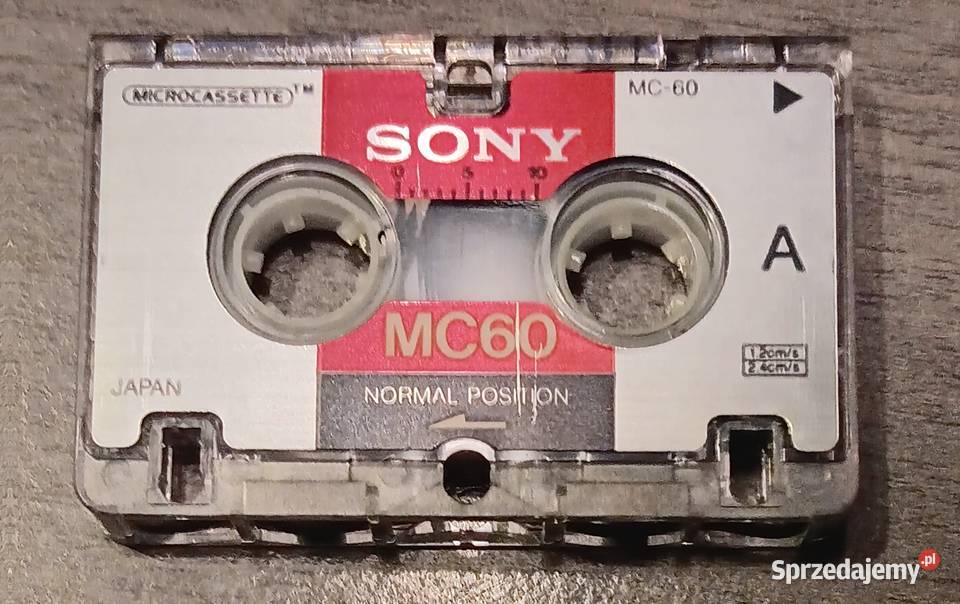 MICROCASSETTE™
MC-60
SONY
0 5 10
A
MC60
1.2cm/s
2.4cm/s
JAPAN
NORMAL POSITION
Sprzedajemy.pl